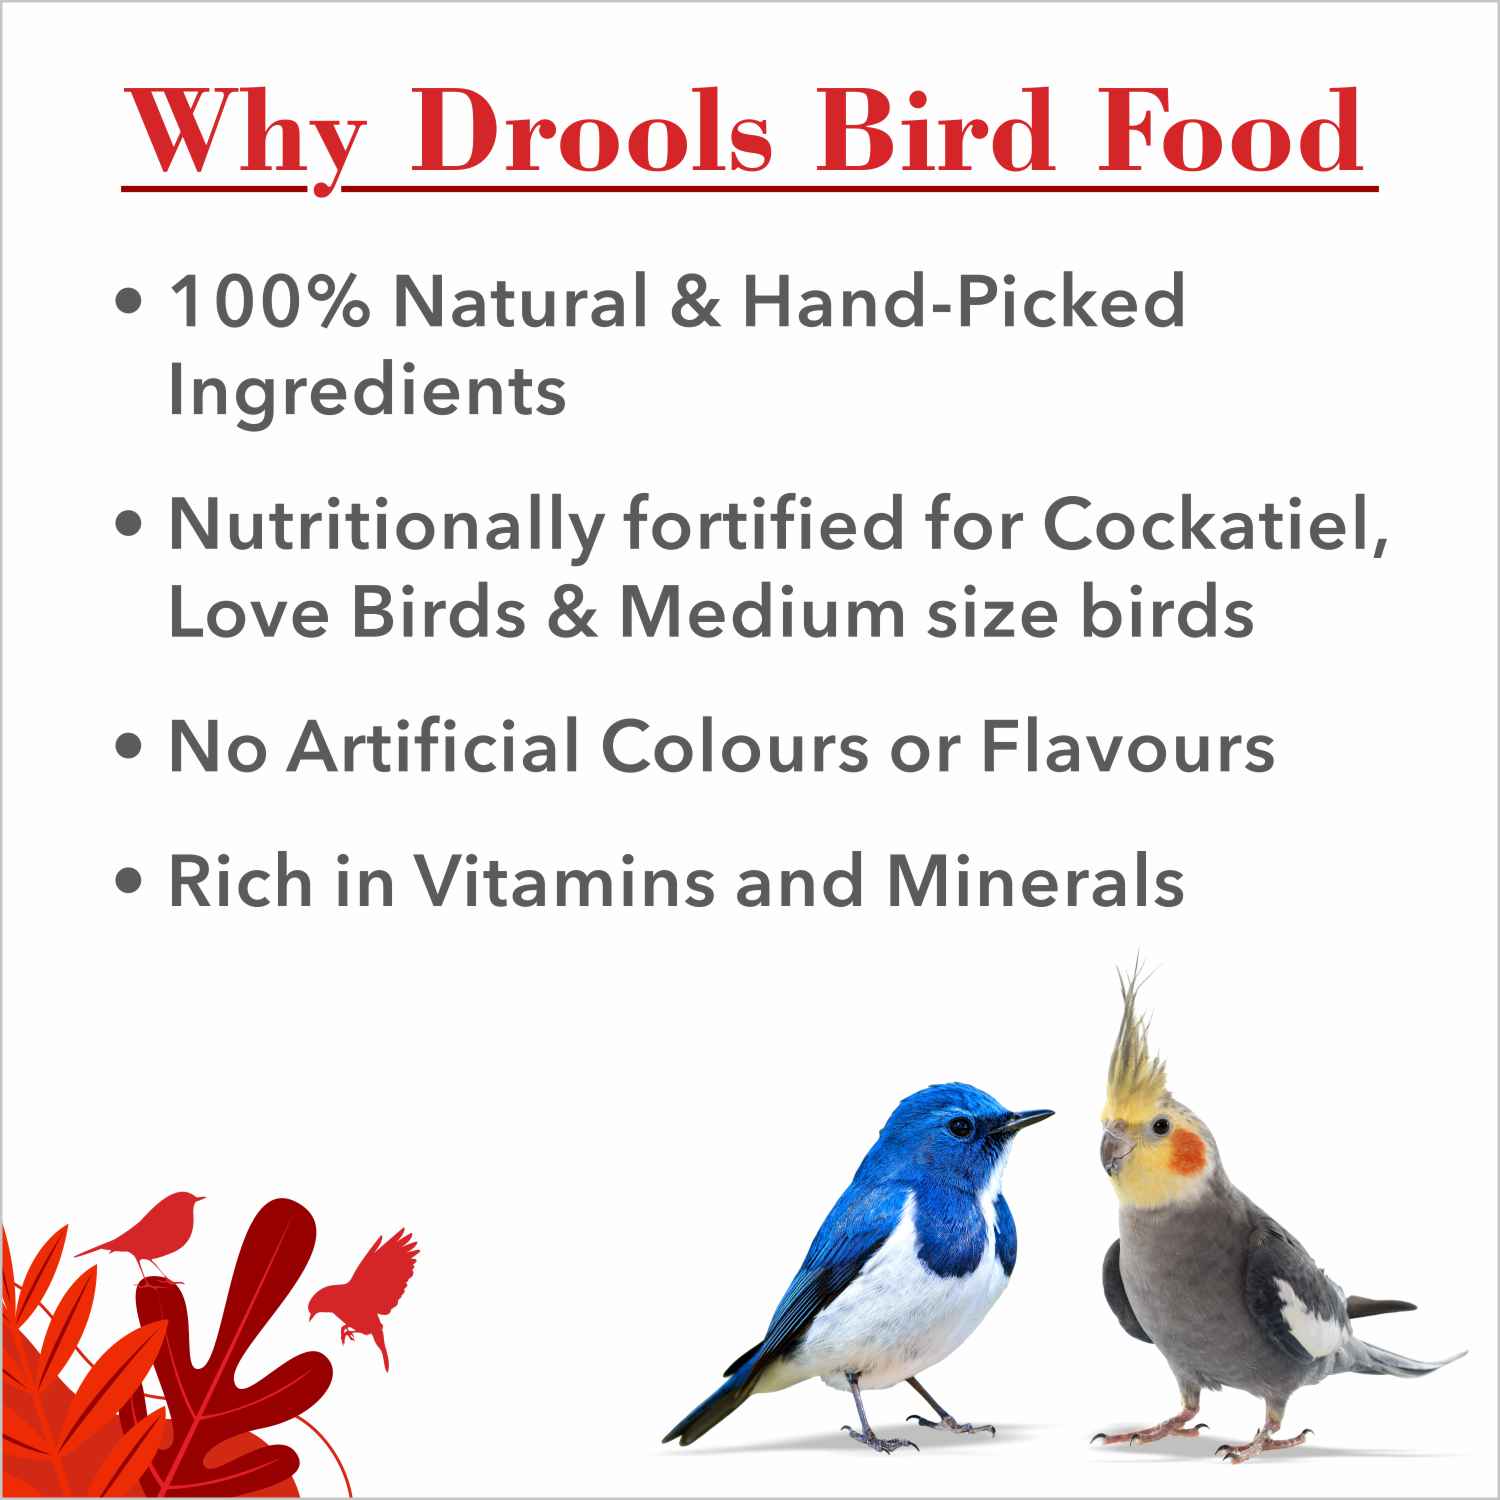 Why Drools Bird Food
• 100% Natural & Hand-Picked
Ingredients
• Nutritionally fortified for Cockatiel,
Love Birds & Medium size birds
• No Artificial Colours or Flavours
• Rich in Vitamins and Minerals